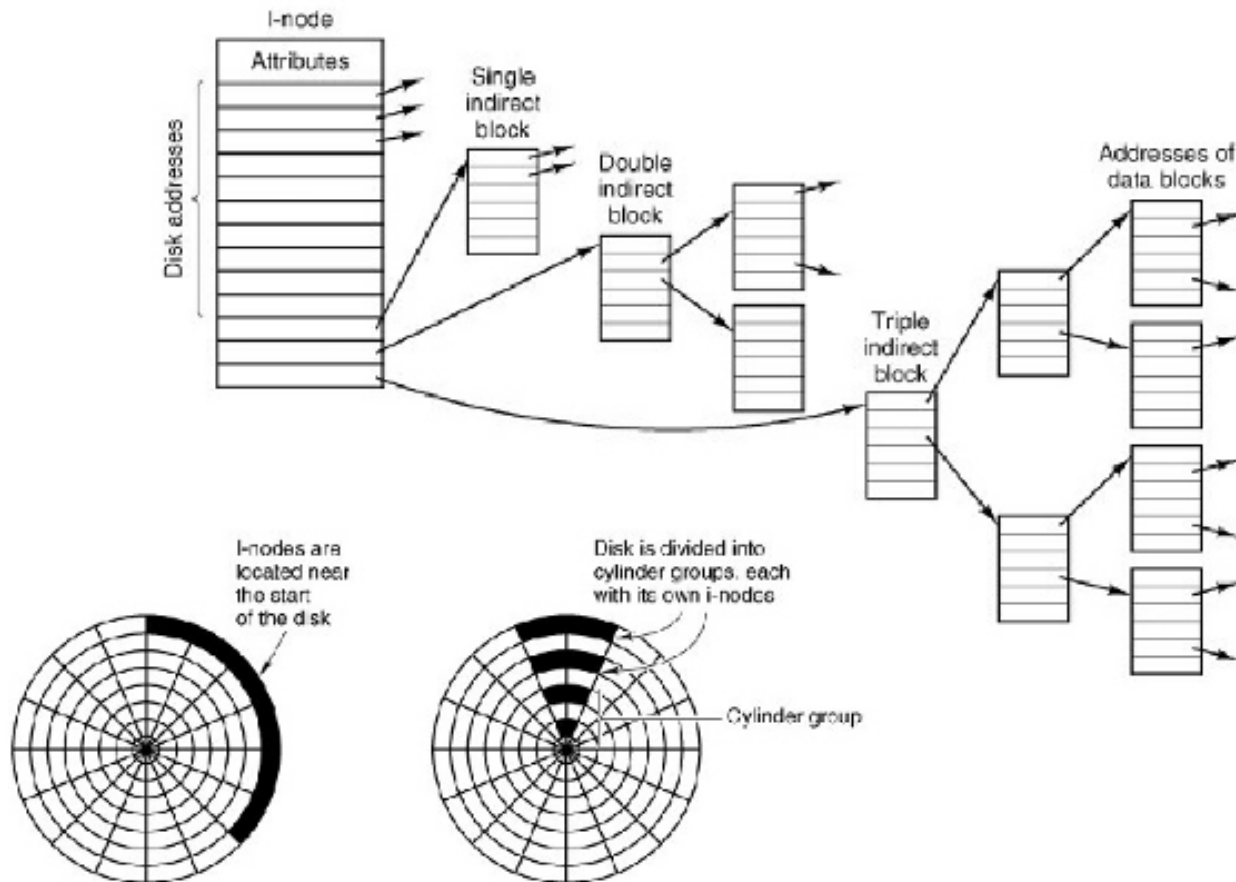 I-node
Attributes
Disk addresses
Single
indirect
block
Double
indirect
block
Triple
indirect
block
Addresses of
data blocks
I-nodes are
located near
the start
of the disk
Disk is divided into
cylinder groups, each
with its own i-nodes
Cylinder group